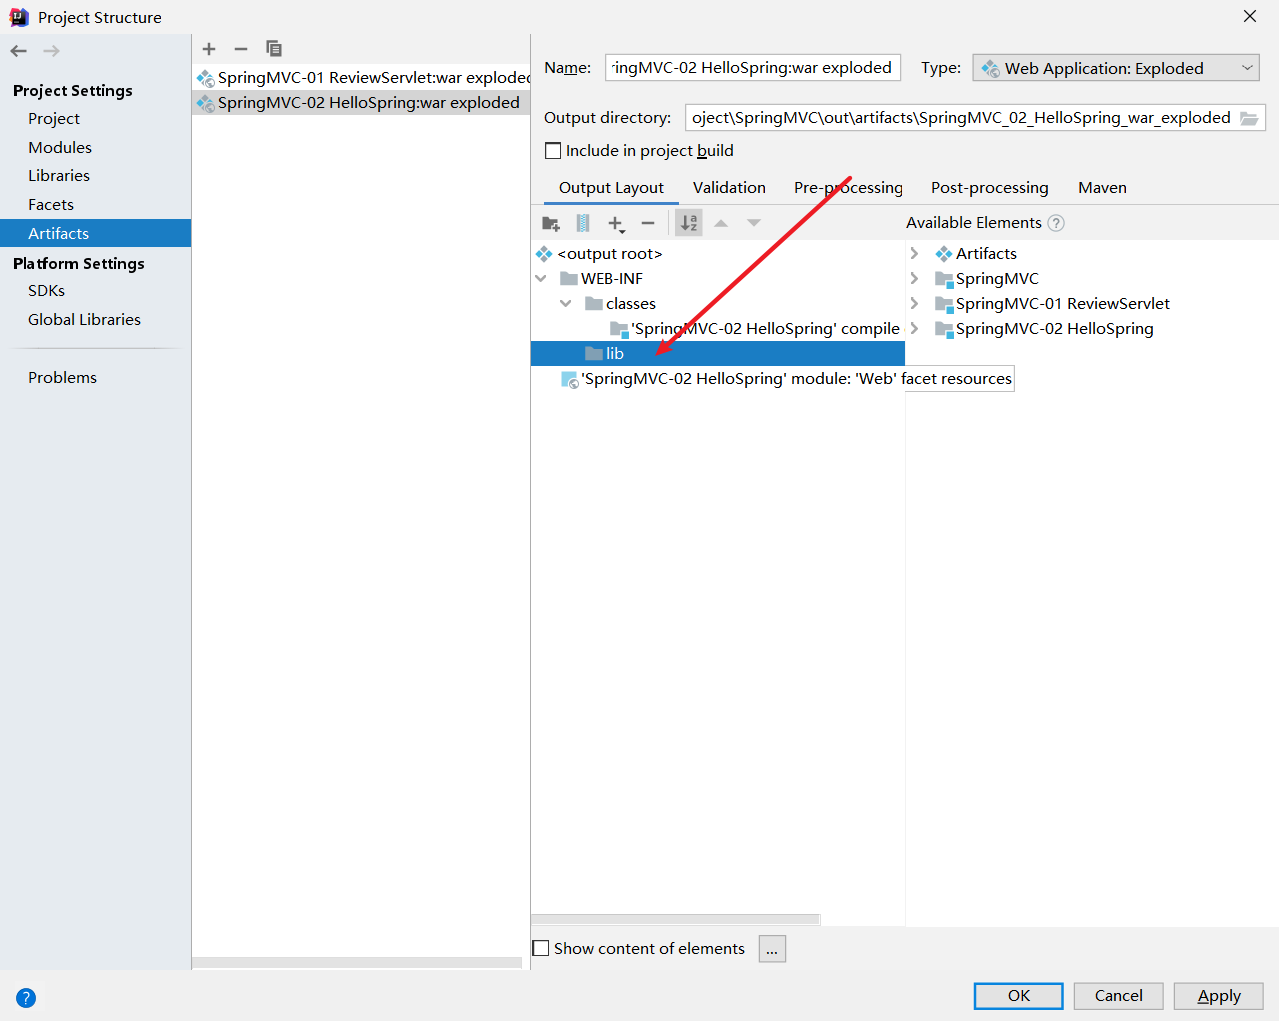 Project Structure
Project Settings
Project
Modules
Libraries
Facets
Artifacts
Platform Settings
SDKs
Global Libraries
Problems
SpringMVC-01 ReviewServlet:war exploded
SpringMVC-02 HelloSpring:war exploded
Name: ringMVC-02 HelloSpring:war exploded Type: Web Application: Exploded
Output directory: oject\SpringMVC\out\artifacts\SpringMVC_02_HelloSpring_war_exploded
Include in project build
Output Layout Validation Pre-processing Post-processing Maven
Available Elements ?
<output root>
WEB-INF
classes
'SpringMVC-02 HelloSpring' compile
lib
'SpringMVC-02 HelloSpring' module: 'Web' facet resources
Artifacts
SpringMVC
SpringMVC-01 ReviewServlet
SpringMVC-02 HelloSpring
Show content of elements ...
? OK Cancel Apply